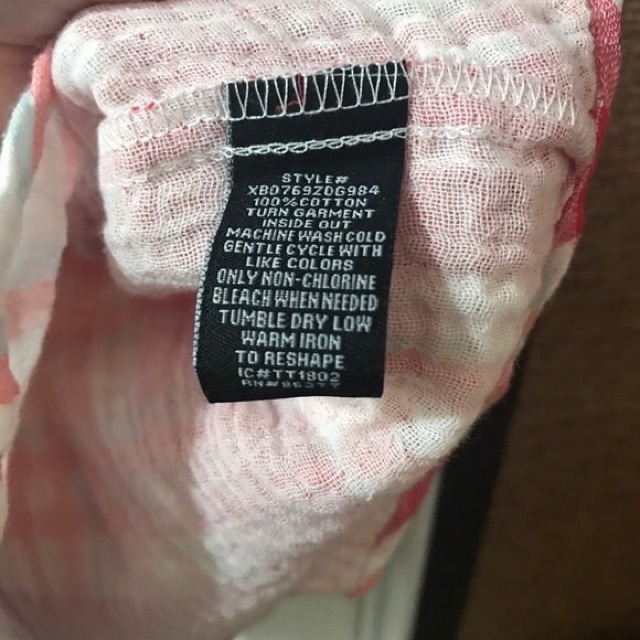 STYLE#
XB0769ZDG984
100%COTTON
TURN GARMENT
INSIDE OUT
MACHINE WASH COLD
GENTLE CYCLE WITH
LIKE COLORS
ONLY NON-CHLORINE
BLEACH WHEN NEEDED
TUMBLE DRY LOW
WARM IRON
TO RESHAPE
IC#TT1802